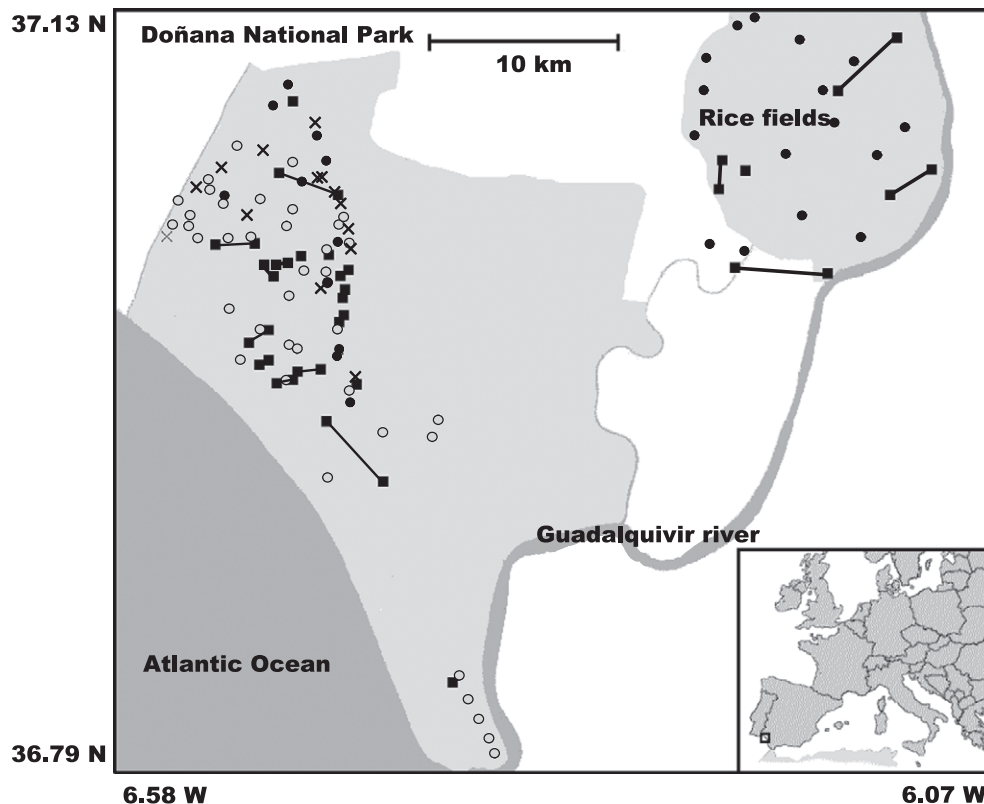 37.13 N
Doñana National Park
10 km
Rice fields
Guadalquivir river
Atlantic Ocean
36.79 N
6.58 W
6.07 W